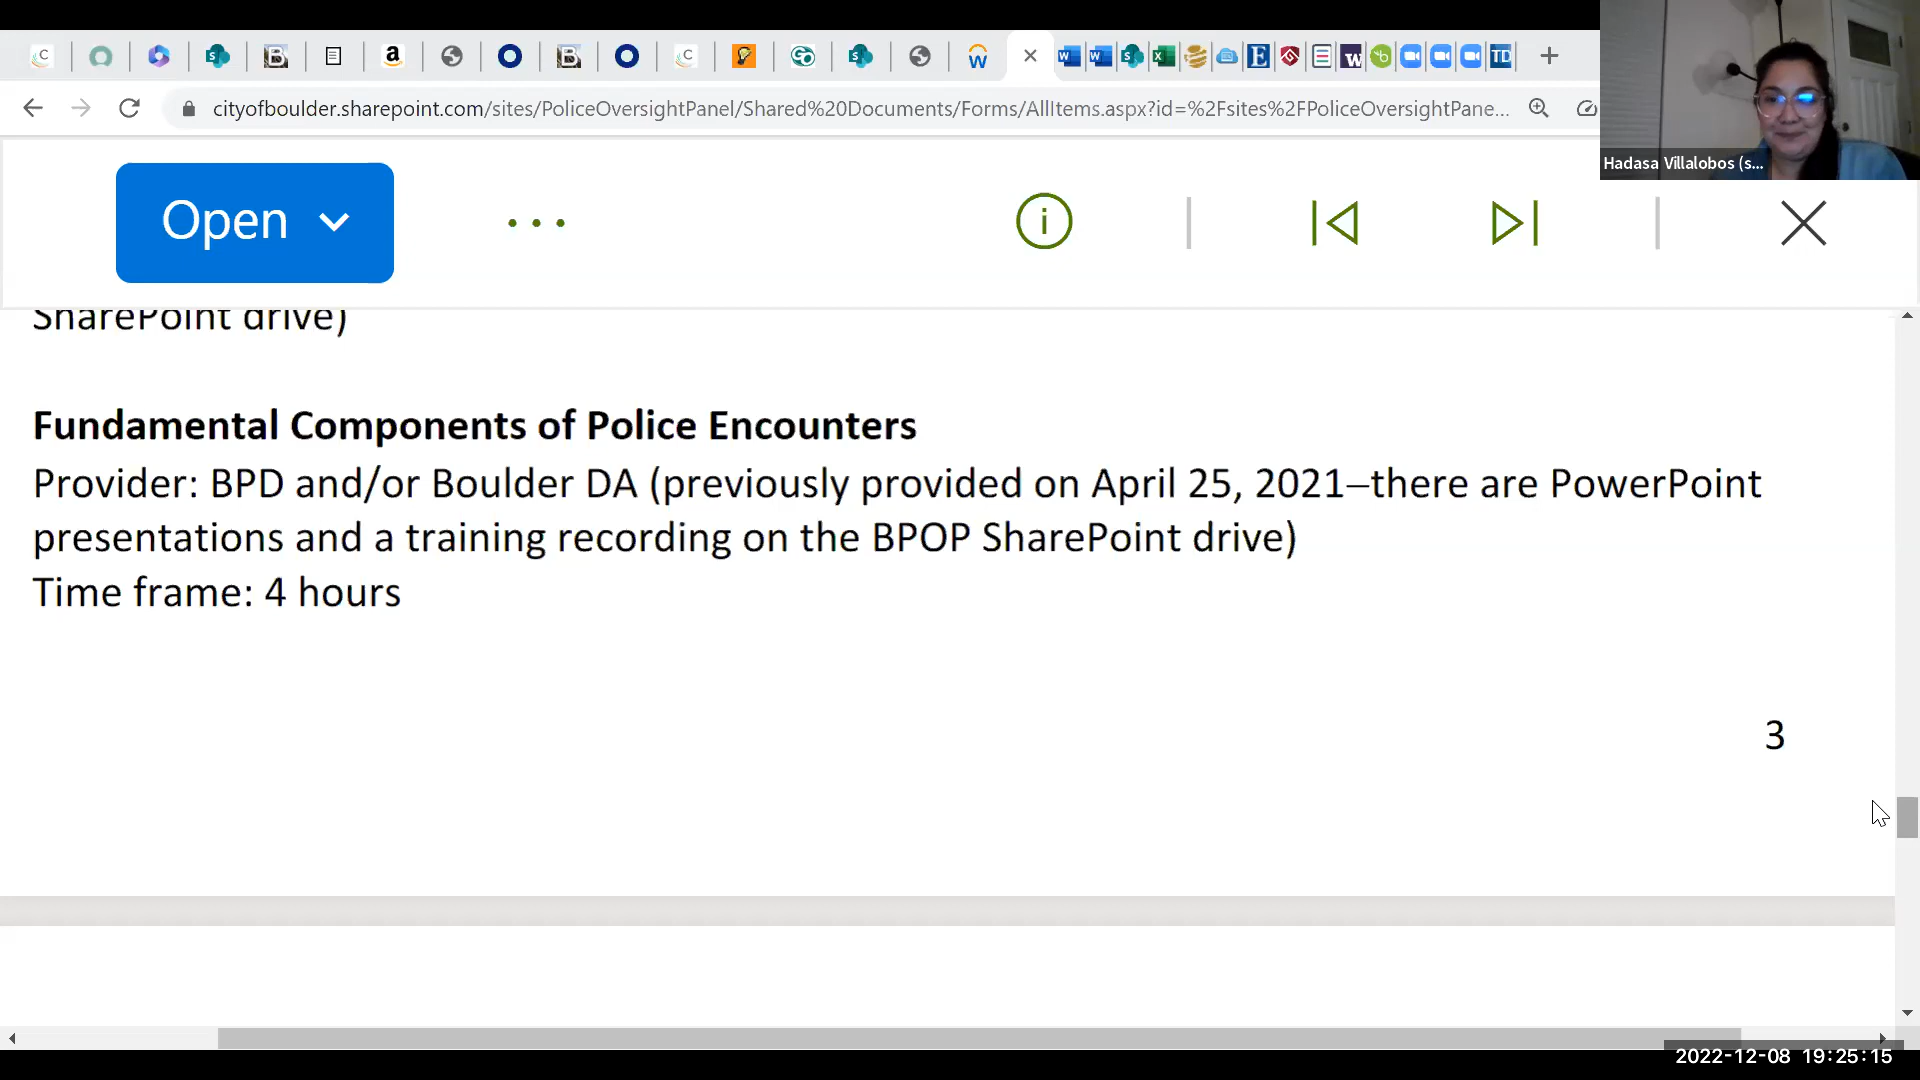 cityofboulder.sharepoint.com/sites/PoliceOversightPanel/Shared%20Documents/Forms/AllItems.aspx?id=%2Fsites%2FPoliceOversightPane...
Hadasa Villalobos (s...
Open
SharePoint drive)
Fundamental Components of Police Encounters
Provider: BPD and/or Boulder DA (previously provided on April 25, 2021–there are PowerPoint
presentations and a training recording on the BPOP SharePoint drive)
Time frame: 4 hours
3
2022-12-08 19:25:15